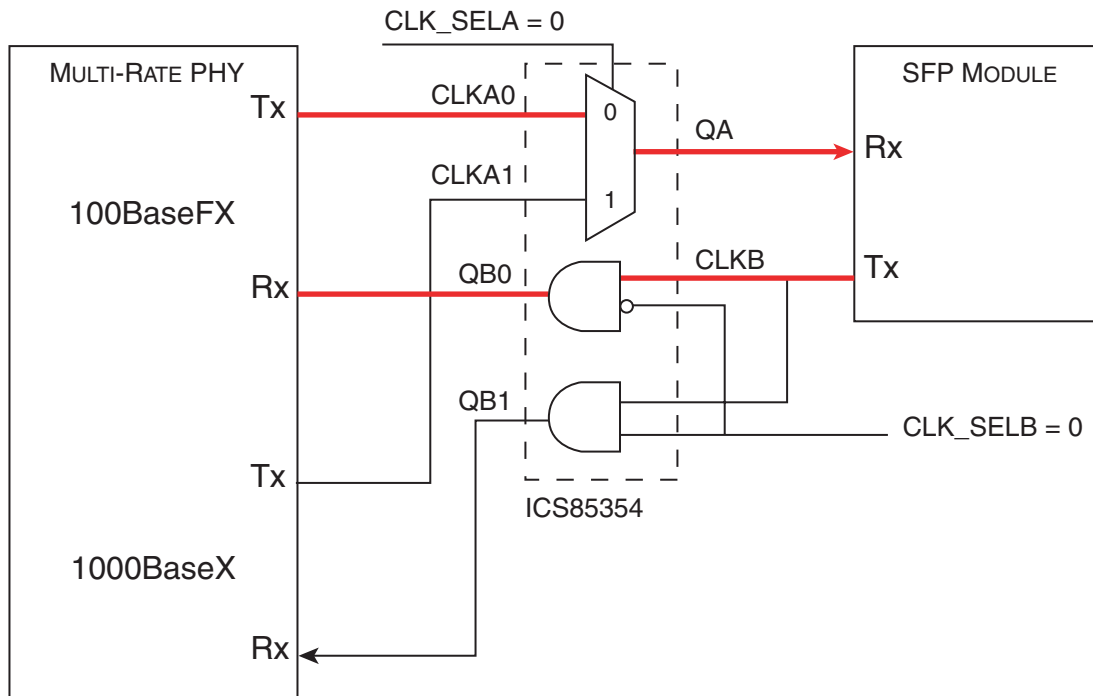 CLK_SELA = 0
MULTI-RATE PHY
SFP MODULE
Tx
CLKA0
0
QA
Rx
CLKA1
1
100BaseFX
Rx
QB0
CLKB
Tx
QB1
CLK_SELB = 0
Tx
ICS85354
1000BaseX
Rx